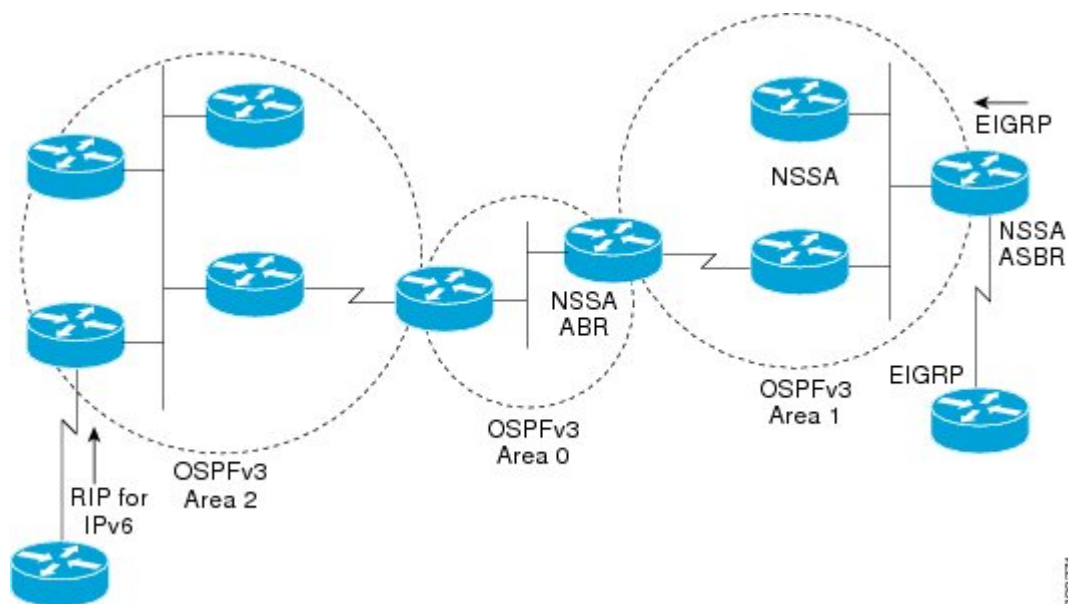 EIGRP
NSSA
NSSA
ASBR
NSSA
ABR
EIGRP
OSPFv3
Area 1
OSPFv3
Area 0
OSPFv3
Area 2
RIP for
IPv6